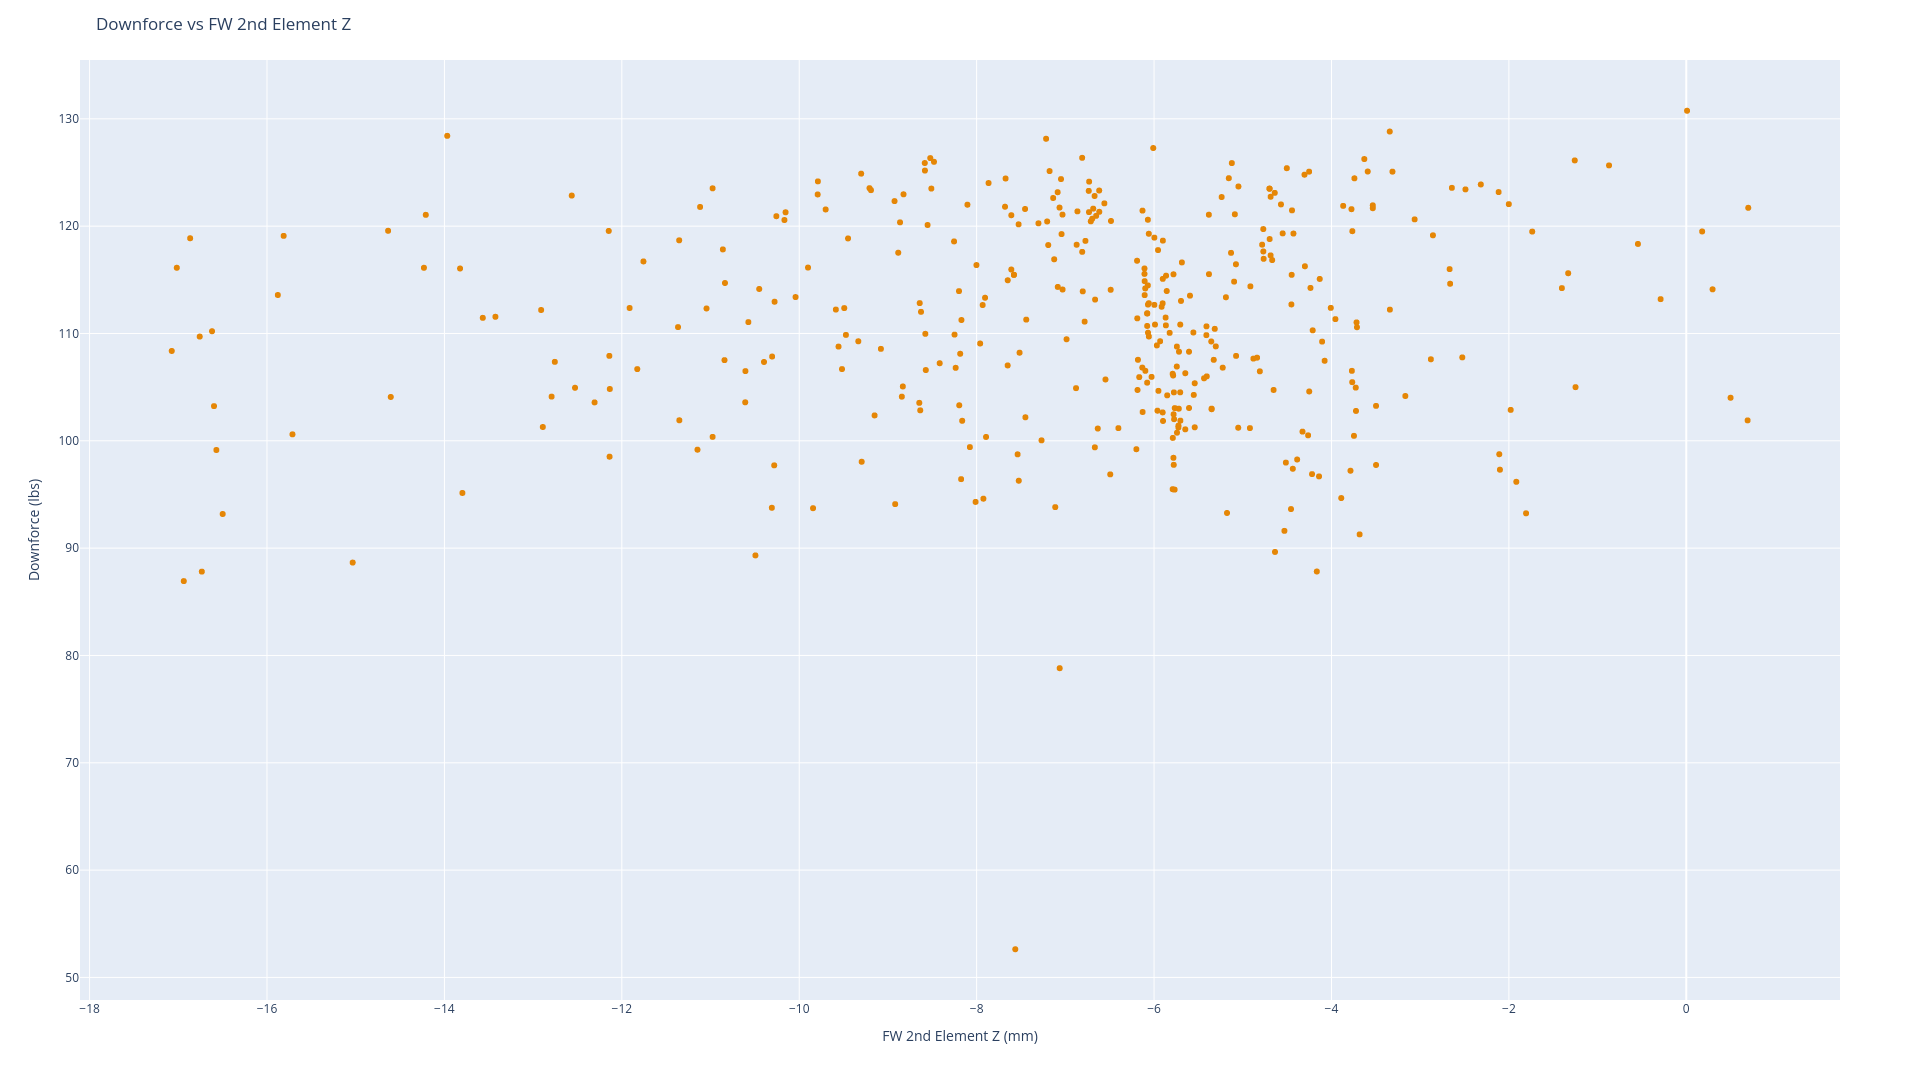 Downforce vs FW 2nd Element Z
130
120
110
100
90
80
70
60
50
Downforce (lbs)
−18 −16 −14 −12 −10 −8 −6 −4 −2 0
FW 2nd Element Z (mm)